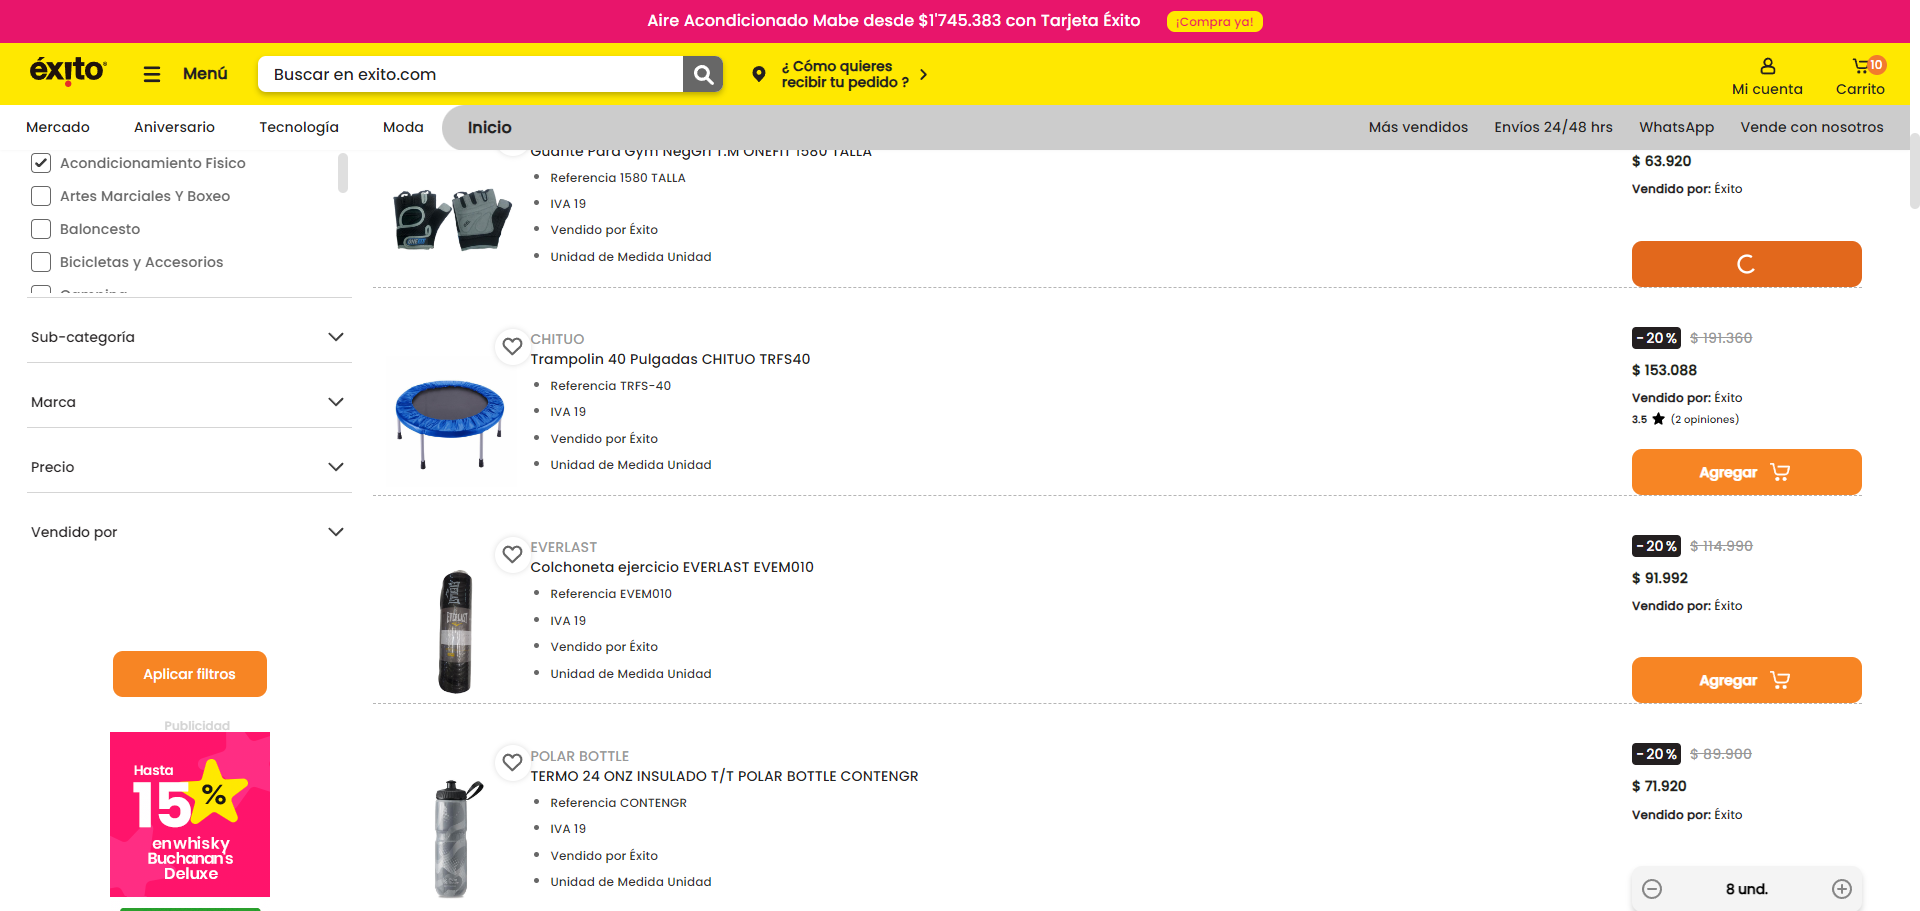 Aire Acondicionado Mabe desde $1'745.383 con Tarjeta Éxito
¡Compra ya!
éxito
Menú
Buscar en exito.com
¿ Cómo quieres
recibir tu pedido ?
Mi cuenta
10
Carrito
Mercado
Aniversario
Tecnología
Moda
Inicio
Más vendidos
Envíos 24/48 hrs
WhatsApp
Vende con nosotros
Acondicionamiento Fisico
Artes Marciales Y Boxeo
Baloncesto
Bicicletas y Accesorios
Camping
Sub-categoría
Marca
Precio
Vendido por
Aplicar filtros
Publicidad
Hasta
15%
en whisky
Buchanan's
Deluxe
Guante Para Gym NegGri T.M ONEFIT 1580 TALLA
Referencia 1580 TALLA
IVA 19
Vendido por Éxito
Unidad de Medida Unidad
$ 63.920
Vendido por: Éxito
CHITUO
Trampolin 40 Pulgadas CHITUO TRFS40
Referencia TRFS-40
IVA 19
Vendido por Éxito
Unidad de Medida Unidad
-20% $ 191.360
$ 153.088
Vendido por: Éxito
3.5 (2 opiniones)
Agregar
EVERLAST
Colchoneta ejercicio EVERLAST EVEM010
Referencia EVEM010
IVA 19
Vendido por Éxito
Unidad de Medida Unidad
-20% $ 114.990
$ 91.992
Vendido por: Éxito
Agregar
POLAR BOTTLE
TERMO 24 ONZ INSULADO T/T POLAR BOTTLE CONTENGR
Referencia CONTENGR
IVA 19
Vendido por Éxito
Unidad de Medida Unidad
-20% $ 89.900
$ 71.920
Vendido por: Éxito
8 und.